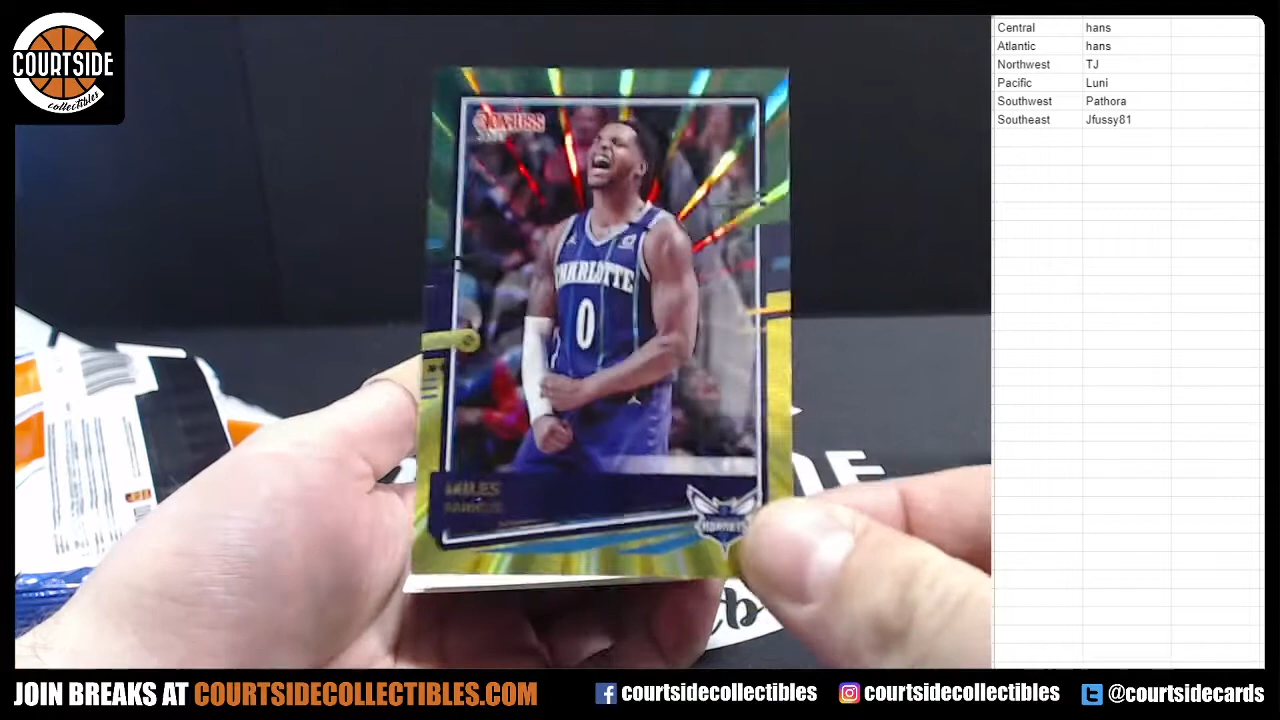 COURTSIDE
collectibles
Central hans
Atlantic hans
Northwest TJ
Pacific Luni
Southwest Pathora
Southeast Jfussy81
DONRUSS
CHARLOTTE
0
MILES
HORNETS
JOIN BREAKS AT COURTSIDECOLLECTIBLES.COM
courtsidecollectibles
courtsidecollectibles
@courtsidecards